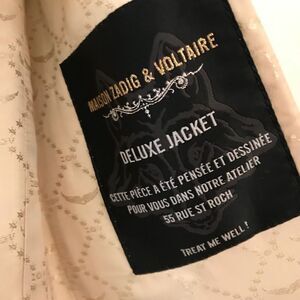 MAISON ZADIG & VOLTAIRE
DELUXE JACKET
CETTE PIÈCE A ÉTÉ PENSÉE ET DESSINÉE
POUR VOUS DANS NOTRE ATELIER
55 RUE ST ROCH
TREAT ME WELL !